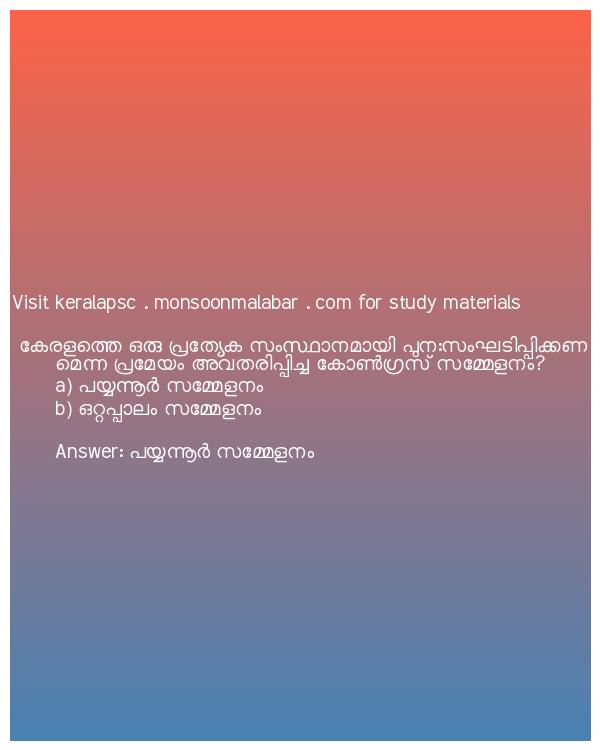 Visit keralapsc . monsoonmalabar . com for study materials
കേരളത്തെ ഒരു പ്രത്യേക സംസ്ഥാനമായി പുനഃസംഘടിപ്പിക്കണ
മെന്ന പ്രമേയം അവതരിപ്പിച്ച കോൺഗ്രസ് സമ്മേളനം?
a) പയ്യന്നൂർ സമ്മേളനം
b) ഒറ്റപ്പാലം സമ്മേളനം
Answer: പയ്യന്നൂർ സമ്മേളനം